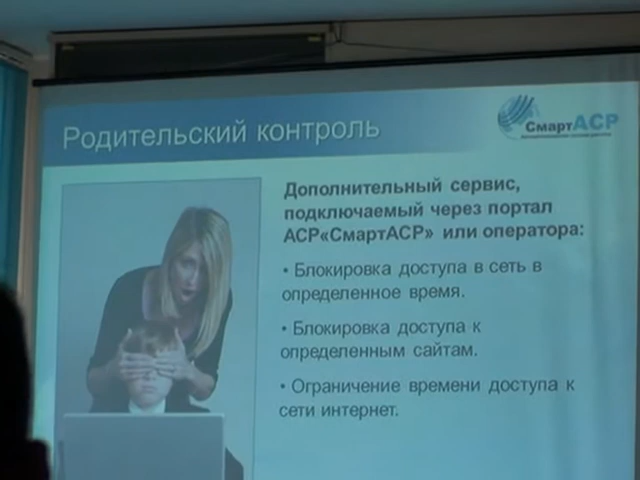 Родительский контроль
СмартАСР
Дополнительный сервис,
подключаемый через портал
АСР«СмартАСР» или оператора:
• Блокировка доступа в сеть в
определенное время.
• Блокировка доступа к
определенным сайтам.
• Ограничение времени доступа к
сети интернет.